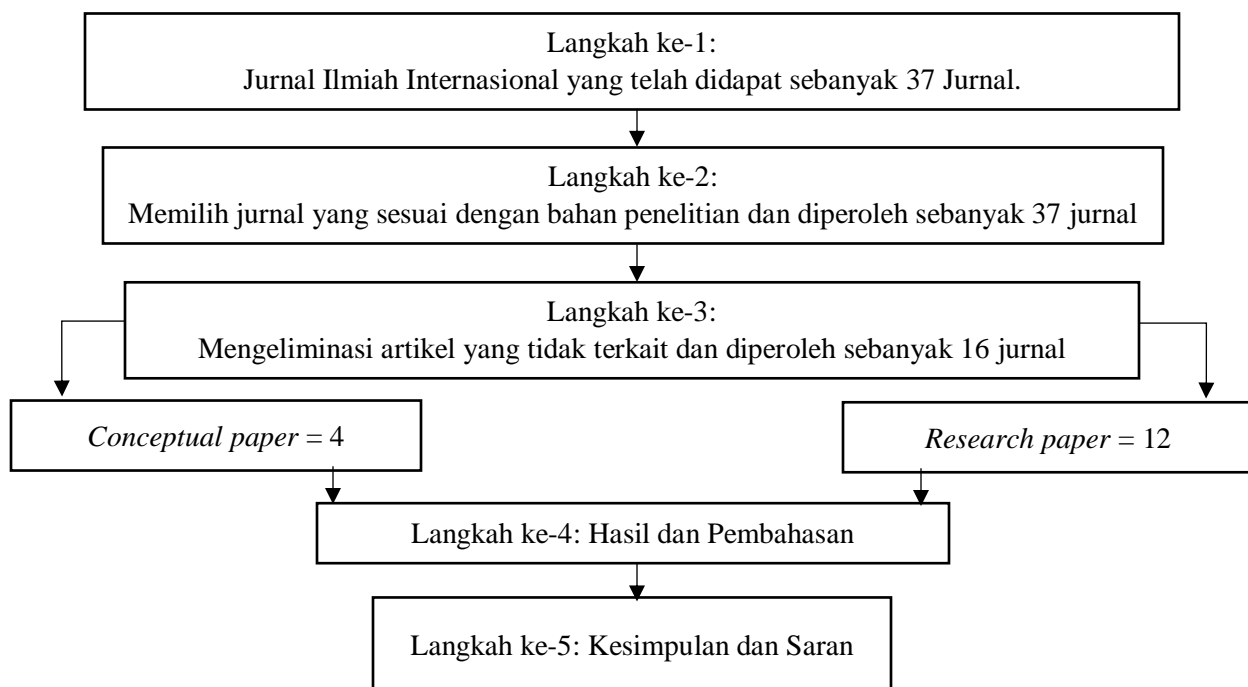 Langkah ke-1:
Jurnal Ilmiah Internasional yang telah didapat sebanyak 37 Jurnal.
Langkah ke-2:
Memilih jurnal yang sesuai dengan bahan penelitian dan diperoleh sebanyak 37 jurnal
Langkah ke-3:
Mengeliminasi artikel yang tidak terkait dan diperoleh sebanyak 16 jurnal
Conceptual paper = 4
Research paper = 12
Langkah ke-4: Hasil dan Pembahasan
Langkah ke-5: Kesimpulan dan Saran